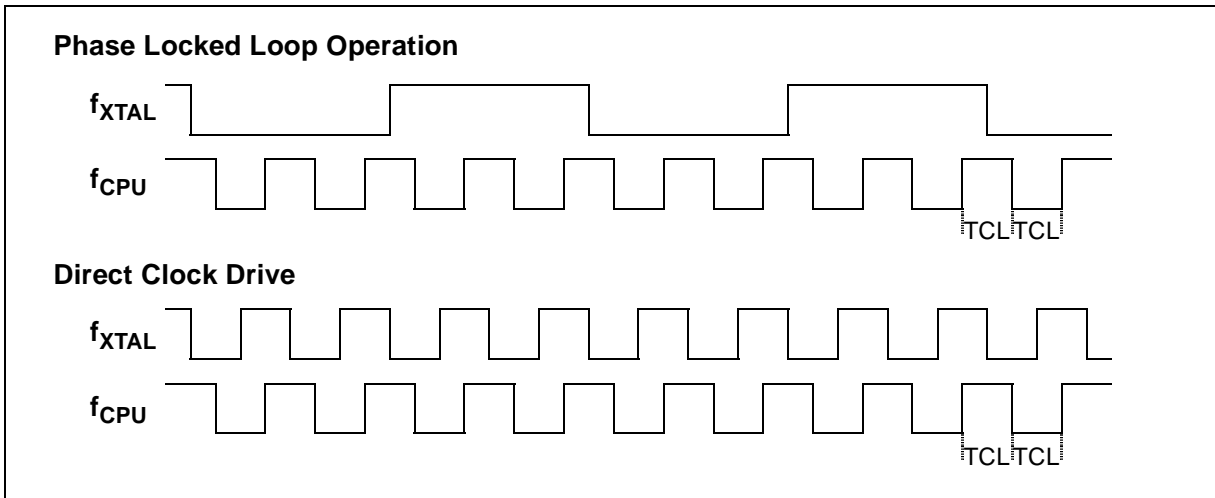 Phase Locked Loop Operation
fXTAL
fCPU
TCL TCL
Direct Clock Drive
fXTAL
fCPU
TCL TCL